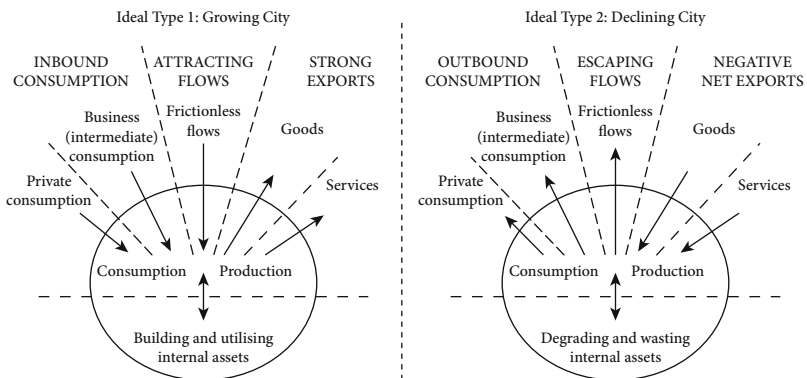 Ideal Type 1: Growing City
INBOUND
CONSUMPTION
ATTRACTING
FLOWS
STRONG
EXPORTS
Business
(intermediate)
consumption
Frictionless
flows
Goods
Private
consumption
Services
Consumption
Production
Building and utilising
internal assets
Ideal Type 2: Declining City
OUTBOUND
CONSUMPTION
ESCAPING
FLOWS
NEGATIVE
NET EXPORTS
Business
(intermediate)
consumption
Frictionless
flows
Goods
Private
consumption
Services
Consumption
Production
Degrading and wasting
internal assets